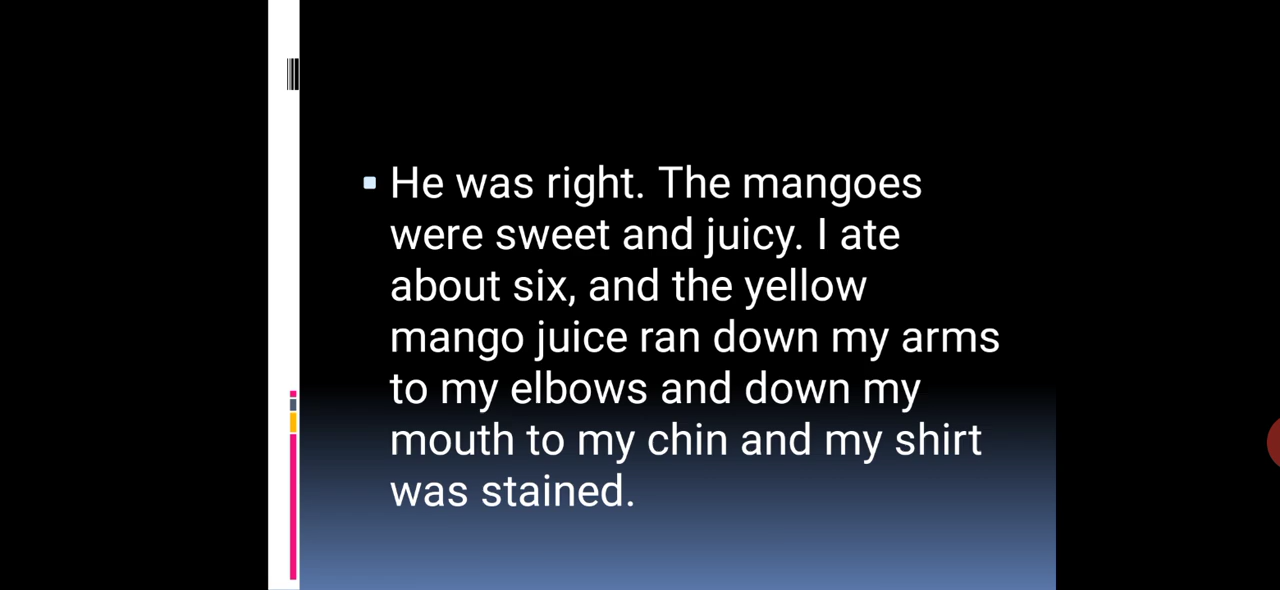 He was right. The mangoes
were sweet and juicy. I ate
about six, and the yellow
mango juice ran down my arms
to my elbows and down my
mouth to my chin and my shirt
was stained.